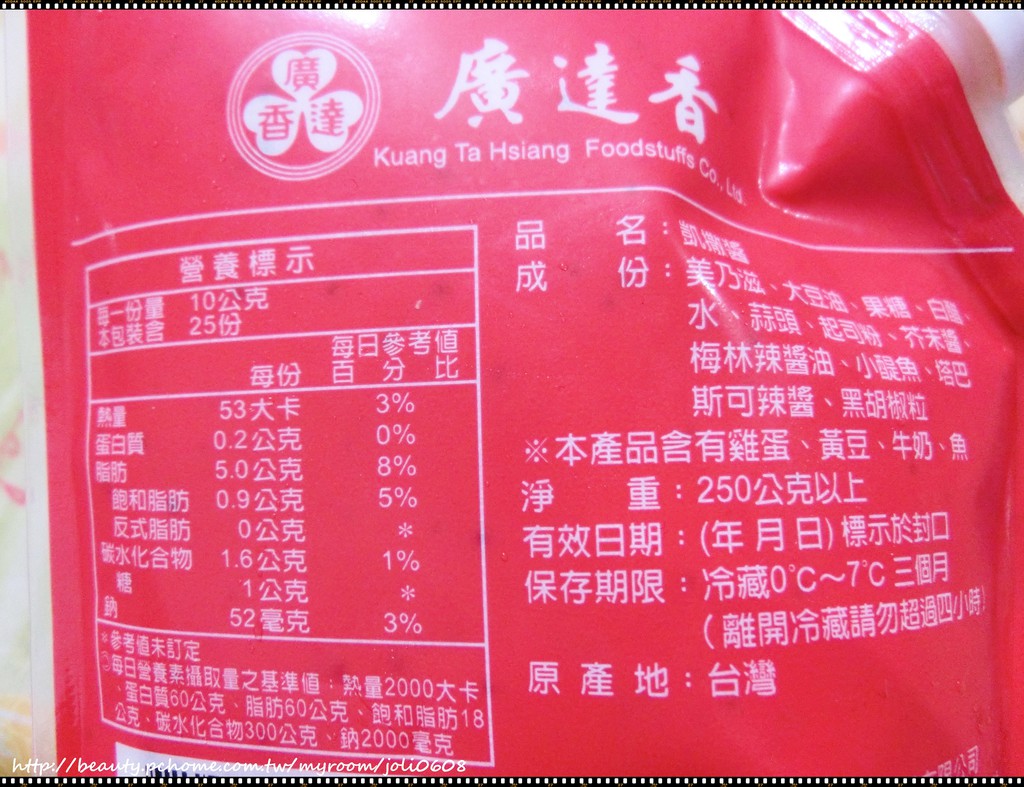 廣
香達
廣達香
Kuang Ta Hsiang Foodstuffs Co., Ltd.
營養標示
每一份量 10公克
本包裝含 25份
每份 每日參考值百分比
熱量 53大卡 3%
蛋白質 0.2公克 0%
脂肪 5.0公克 8%
飽和脂肪 0.9公克 5%
反式脂肪 0公克 *
碳水化合物 1.6公克 1%
糖 1公克 *
鈉 52毫克 3%
*參考值未訂定
每日營養素攝取量之基準值：熱量2000大卡
、蛋白質60公克、脂肪60公克、飽和脂肪18
公克、碳水化合物300公克、鈉2000毫克
品名：凱撒醬
成份：美乃滋、大豆油、果糖、白醋、
水、蒜頭、起司粉、芥末醬、
梅林辣醬油、小鯷魚、塔巴
斯可辣醬、黑胡椒粒
※本產品含有雞蛋、黃豆、牛奶、魚
淨重：250公克以上
有效日期：(年月日)標示於封口
保存期限：冷藏0℃～7℃三個月
(離開冷藏請勿超過四小時)
原產地：台灣
有限公司
http://beauty.pchome.com.tw/myroom/joli0608